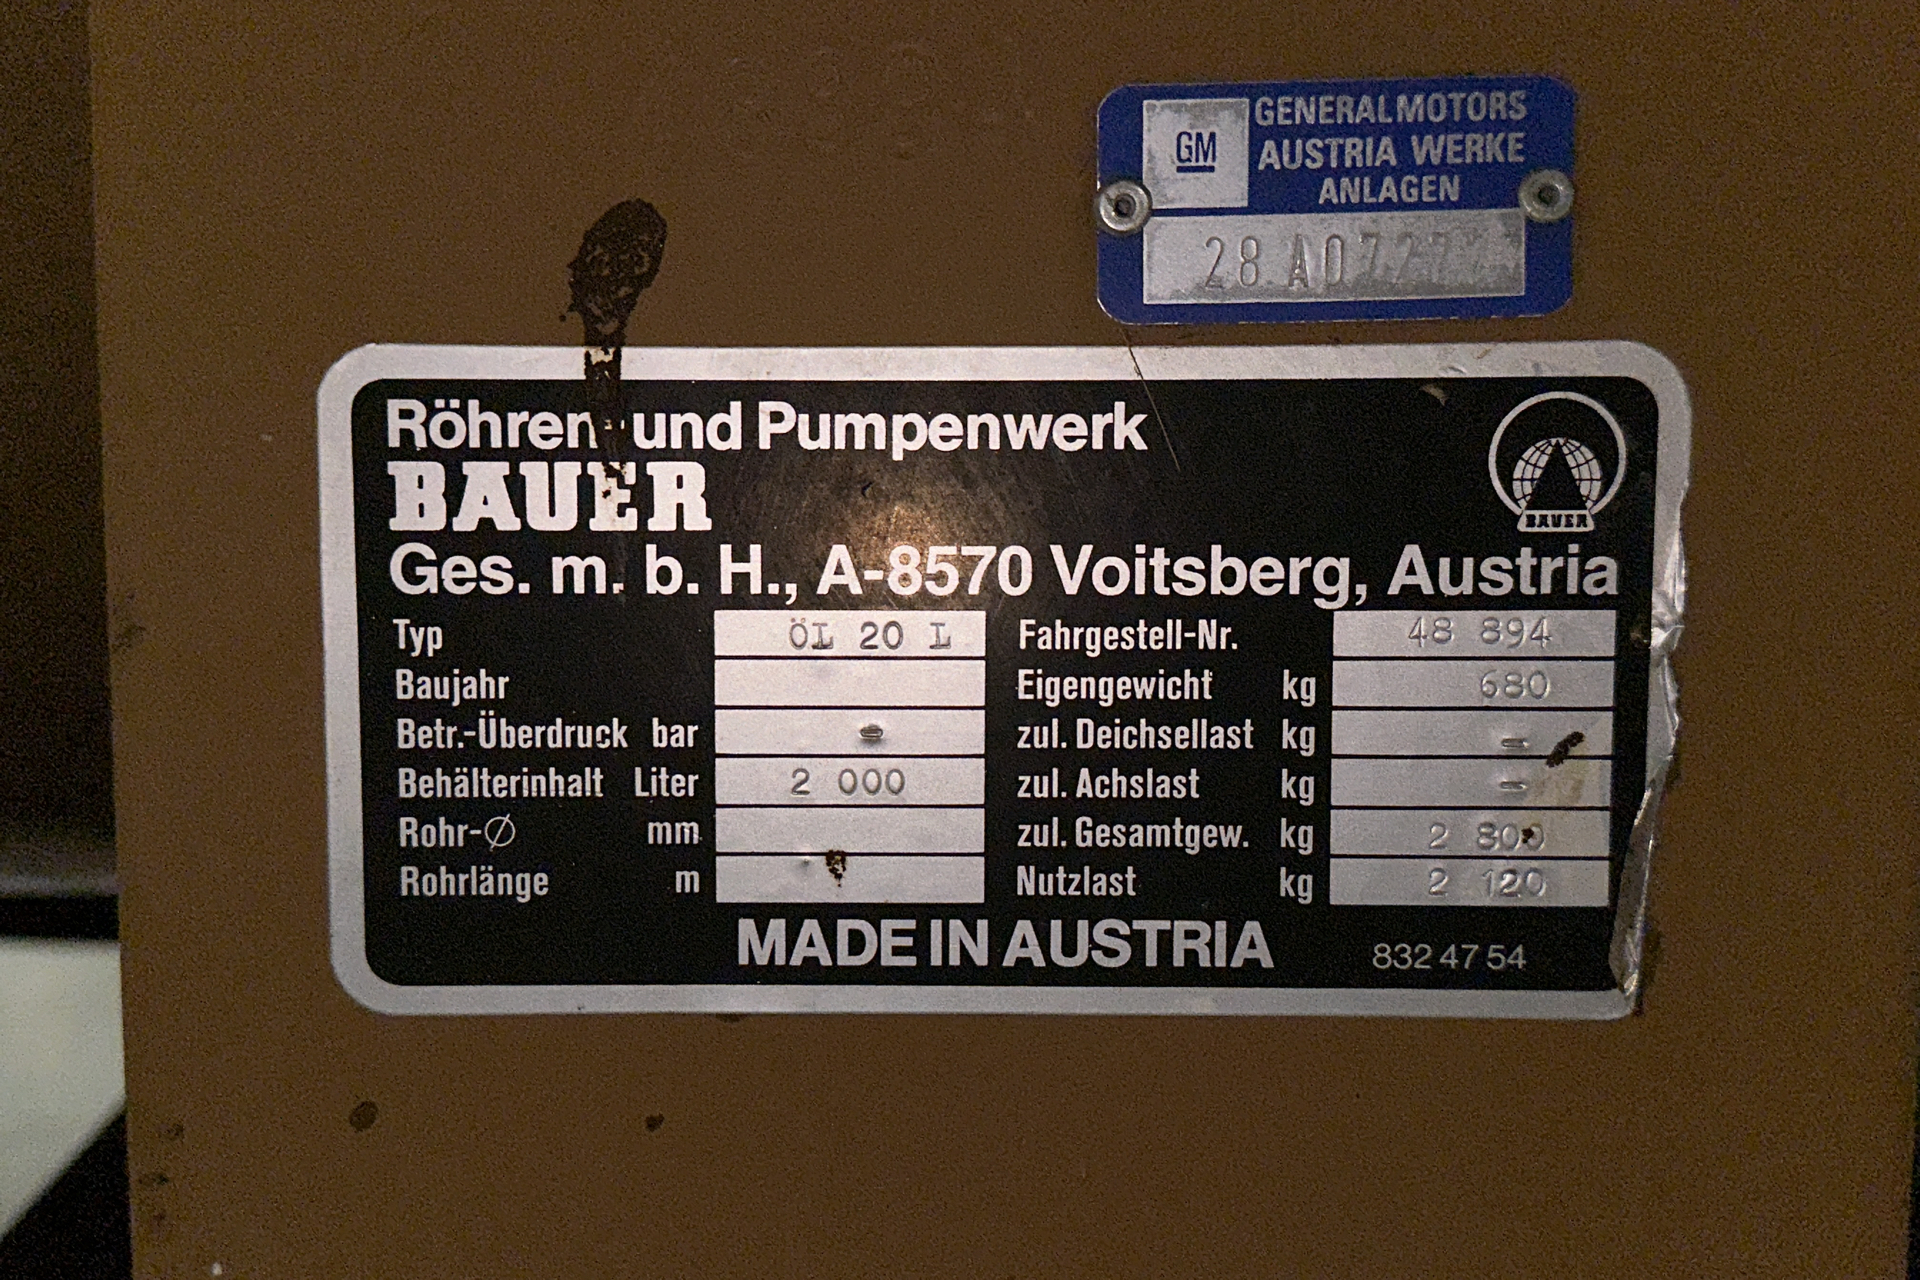 GM
GENERAL MOTORS
AUSTRIA WERKE
ANLAGEN
28 A07277
Röhren- und Pumpenwerk
BAUER
BAUER
Ges. m. b. H., A-8570 Voitsberg, Austria
Typ ÖL 20 L Fahrgestell-Nr. 48 894
Baujahr Eigengewicht kg 680
Betr.-Überdruck bar - zul. Deichsellast kg -
Behälterinhalt Liter 2 000 zul. Achslast kg -
Rohr-Ø mm zul. Gesamtgew. kg 2 800
Rohrlänge m Nutzlast kg 2 120
MADE IN AUSTRIA 832 47 54